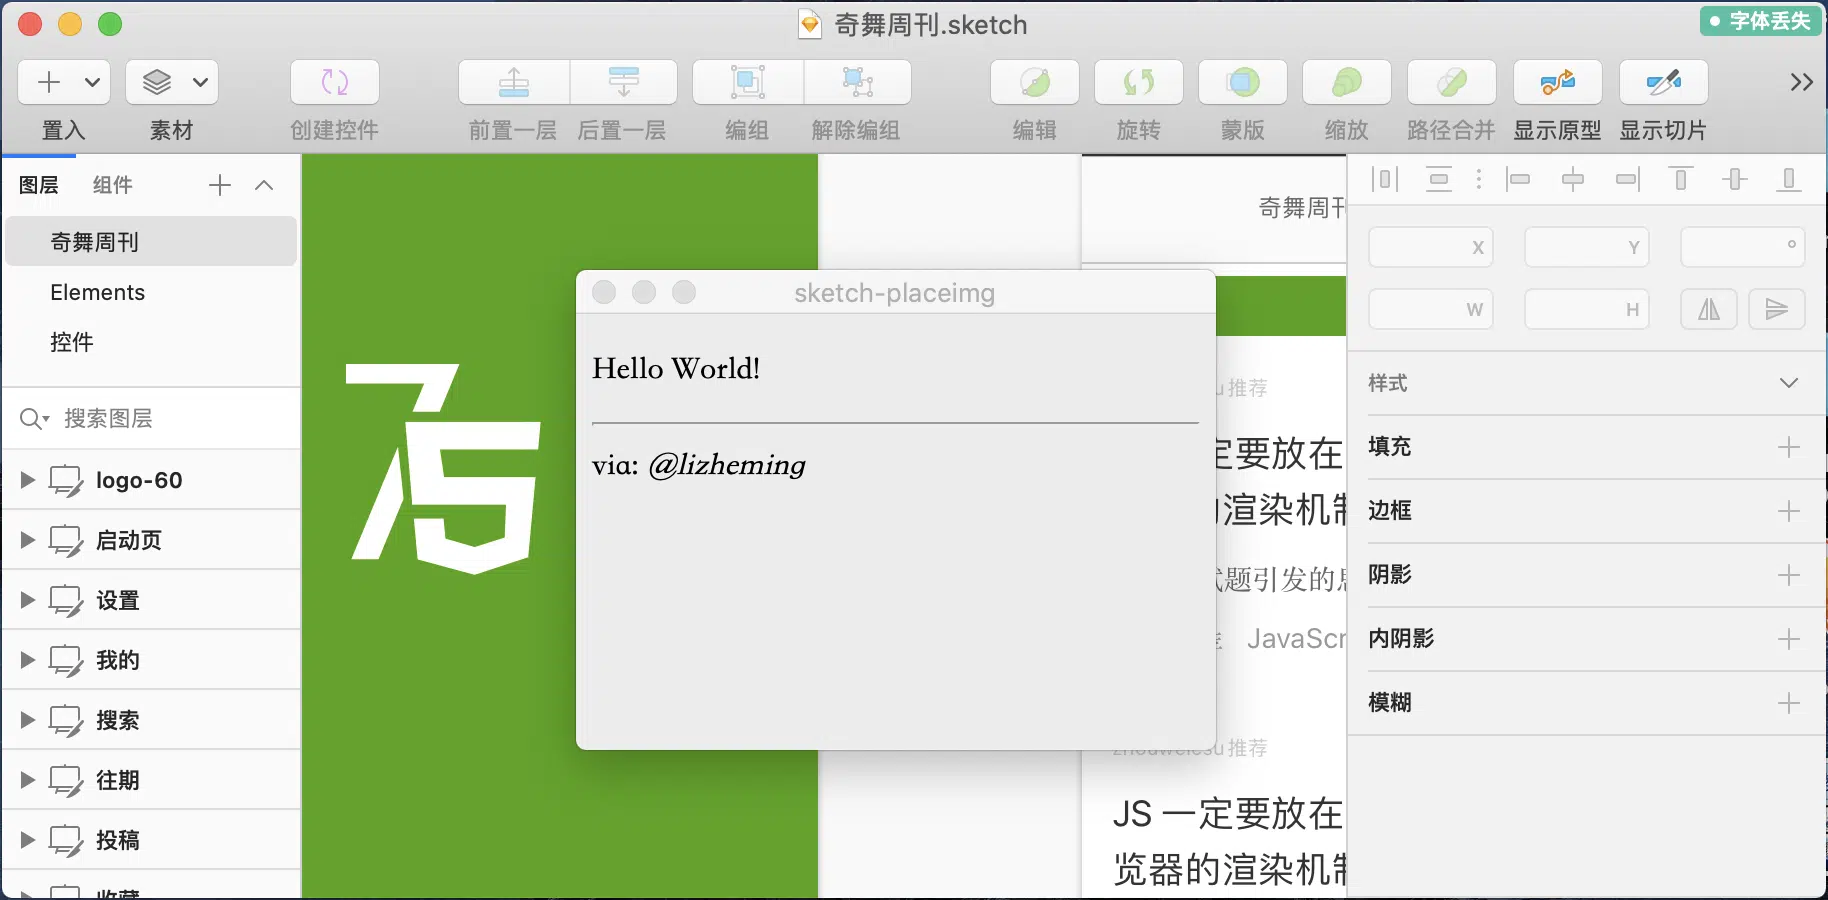 奇舞周刊.sketch
字体丢失
置入
素材
创建控件
前置一层
后置一层
编组
解除编组
编辑
旋转
蒙版
缩放
路径合并
显示原型
显示切片
图层
组件
奇舞周刊
Elements
控件
搜索图层
logo-60
启动页
设置
我的
搜索
往期
投稿
收藏
75
sketch-placeimg
Hello World!
via: @lizheming
奇舞周刊
推荐
定要放在
的渲染机制
试题引发的
JavaScr
推荐
JS 一定要放在
览器的渲染机制
X
Y
°
W
H
样式
填充
边框
阴影
内阴影
模糊